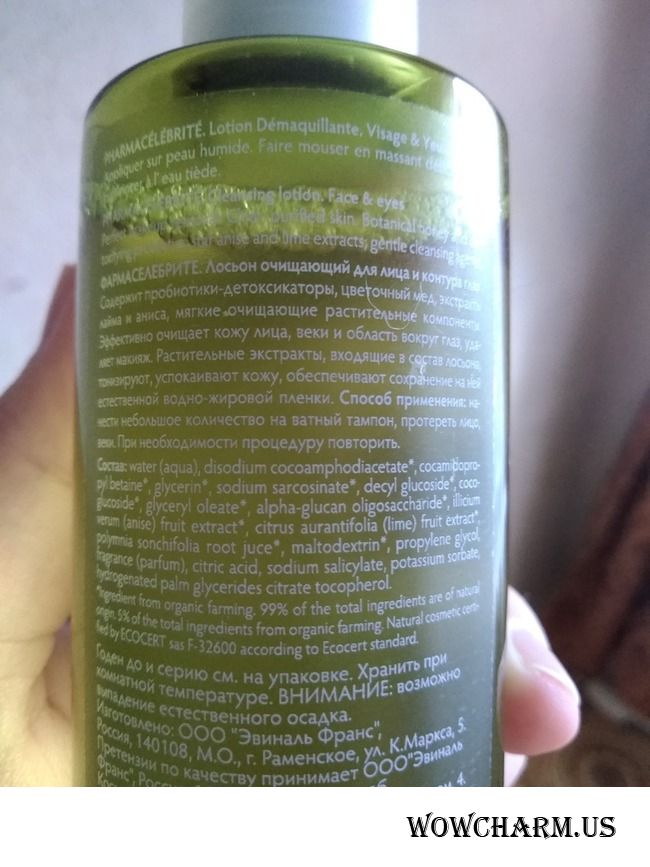 PHARMACÉLÉBRITÉ. Lotion Démaquillante. Visage & Yeux
Appliquer sur peau humide. Faire mousser en massant
à l'eau tiède.
Cleansing lotion. Face & eyes
purified skin. Botanical honey and
anise and lime extracts, gentle cleansing
ФАРМАСЕЛЕБРИТЕ. Лосьон очищающий для лица и контура глаз
Содержит пробиотики-детоксикаторы, цветочный мед, экстракты
лайма и аниса, мягкие очищающие растительные компоненты.
Эффективно очищает кожу лица, веки и область вокруг глаз, уда-
ляет макияж. Растительные экстракты, входящие в состав лосьона,
тонизируют, успокаивают кожу, обеспечивают сохранение на ней
естественной водно-жировой пленки. Способ применения: на-
нести небольшое количество на ватный тампон, протереть лицо,
веки. При необходимости процедуру повторить.
Состав: water (aqua), disodium cocoamphodiacetate*, cocamidopro-
pyl betaine*, glycerin*, sodium sarcosinate*, decyl glucoside*, coco-
glucoside*, glyceryl oleate*, alpha-glucan oligosaccharide*, illicium
verum (anise) fruit extract*, citrus aurantifolia (lime) fruit extract*,
polymnia sonchifolia root juce*, maltodextrin*, propylene glycol,
fragrance (parfum), citric acid, sodium salicylate, potassium sorbate,
hydrogenated palm glycerides citrate tocopherol.
*Ingredient from organic farming. 99% of the total ingredients are of natural
origin. 5% of the total ingredients from organic farming. Natural cosmetic certi-
fied by ECOCERT sas F-32600 according to Ecocert standard.
Годен до и серию см. на упаковке. Хранить при
комнатной температуре. ВНИМАНИЕ: возможно
выпадение естественного осадка.
Изготовлено: ООО "Эвиналь Франс",
Россия, 140108, М.О., г. Раменское, ул. К.Маркса, 5.
Претензии по качеству принимает ООО"Эвиналь
Франс",
4.
WOWCHARM.US